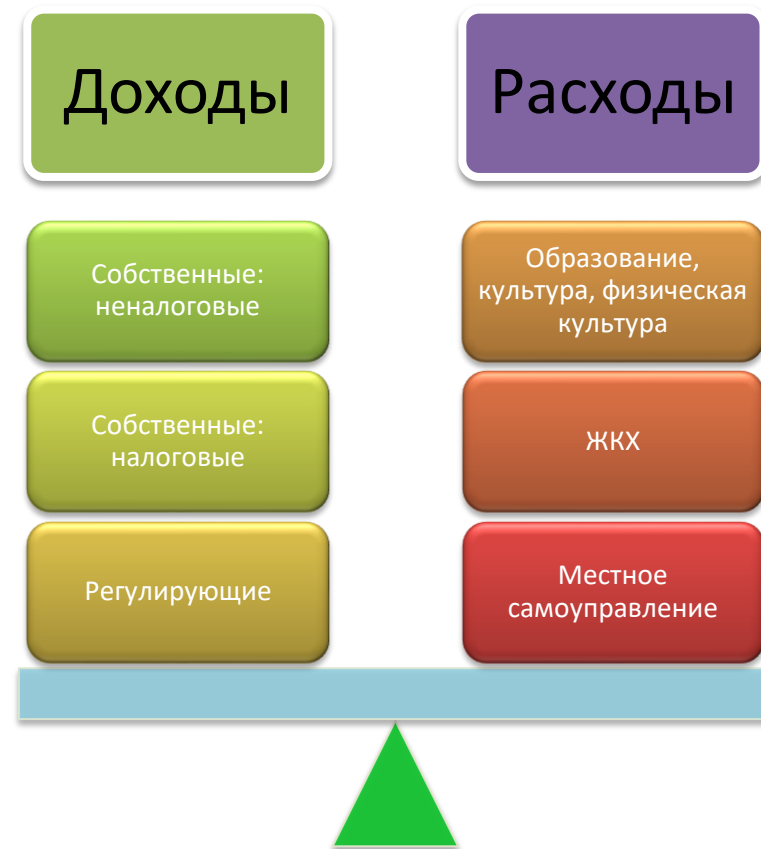 Доходы
Расходы
Собственные:
неналоговые
Образование,
культура, физическая
культура
Собственные:
налоговые
ЖКХ
Регулирующие
Местное
самоуправление